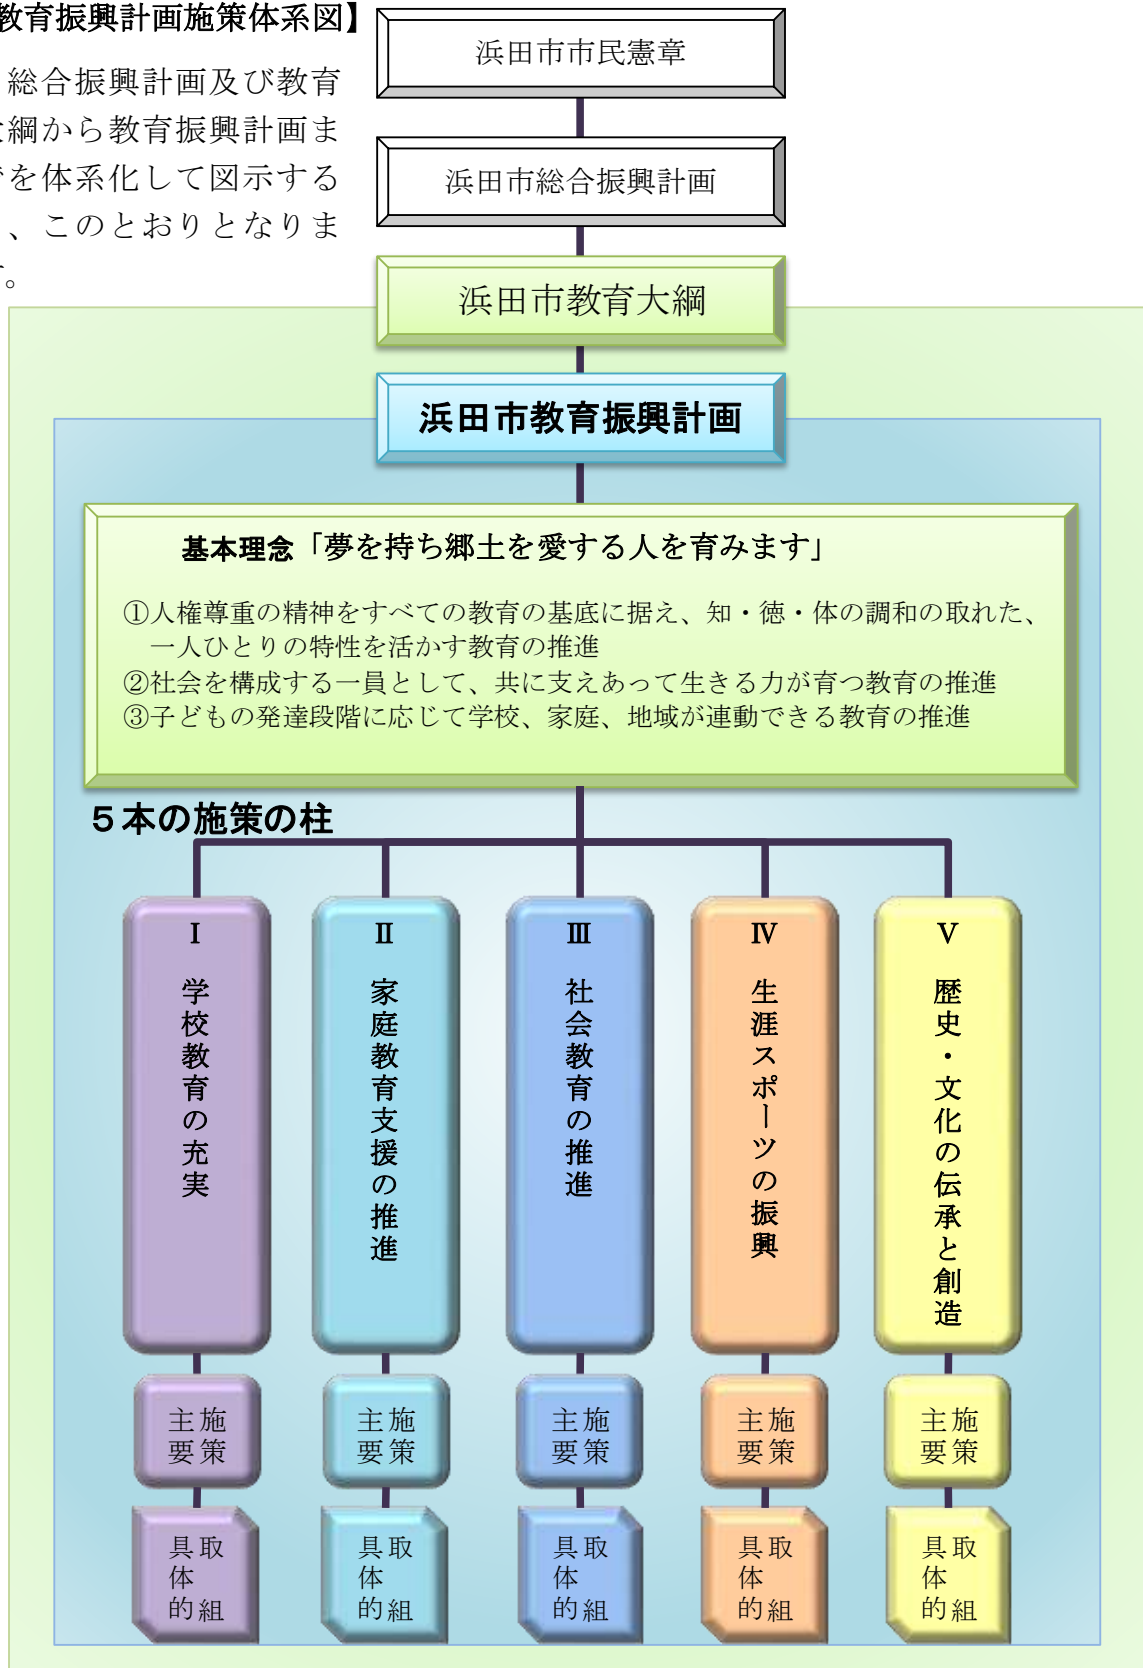 教育振興計画施策体系図】
総合振興計画及び教育
大綱から教育振興計画ま
でを体系化して図示する
、このとおりとなりま
す。
浜田市市民憲章
浜田市総合振興計画
浜田市教育大綱
浜田市教育振興計画
基本理念「夢を持ち郷土を愛する人を育みます」
①人権尊重の精神をすべての教育の基底に据え、知・徳・体の調和の取れた、
一人ひとりの特性を活かす教育の推進
②社会を構成する一員として、共に支えあって生きる力が育つ教育の推進
③子どもの発達段階に応じて学校、家庭、地域が連動できる教育の推進
５本の施策の柱
Ⅰ 学校教育の充実
Ⅱ 家庭教育支援の推進
Ⅲ 社会教育の推進
Ⅳ 生涯スポーツの振興
Ⅴ 歴史・文化の伝承と創造
主施
要策
主施
要策
主施
要策
主施
要策
主施
要策
具取
体
的組
具取
体
的組
具取
体
的組
具取
体
的組
具取
体
的組